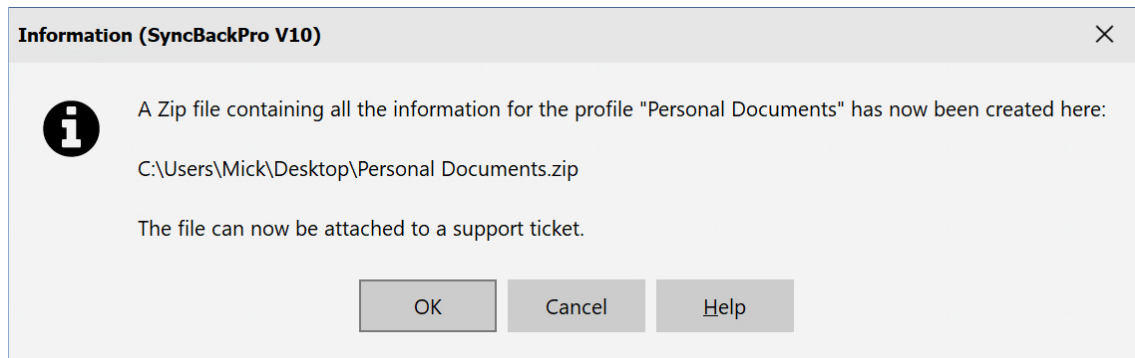 Information (SyncBackPro V10)
A Zip file containing all the information for the profile "Personal Documents" has now been created here:
C:\Users\Mick\Desktop\Personal Documents.zip
The file can now be attached to a support ticket.
OK Cancel Help